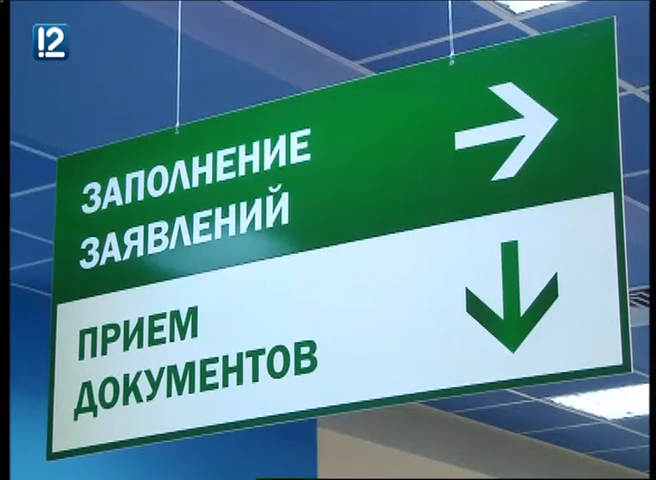 12
ЗАПОЛНЕНИЕ
ЗАЯВЛЕНИЙ
ПРИЕМ
ДОКУМЕНТОВ